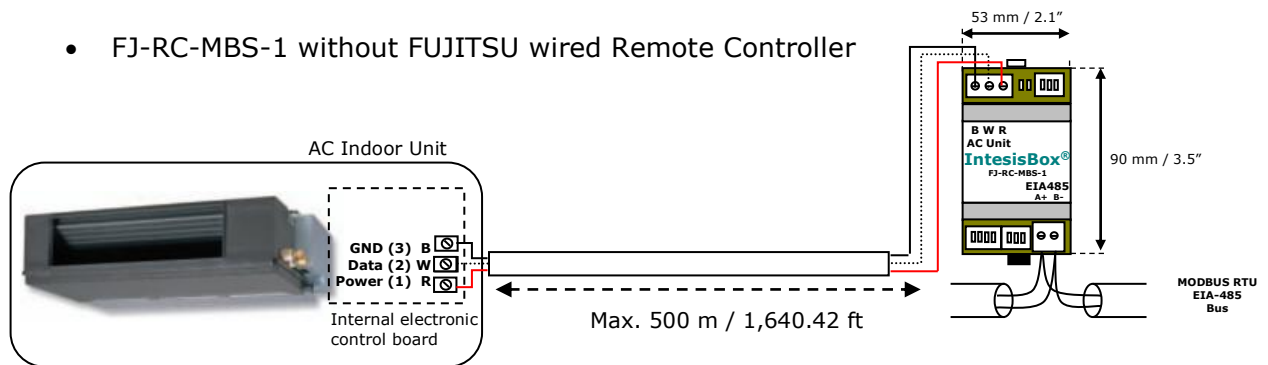 53 mm / 2.1”
• FJ-RC-MBS-1 without FUJITSU wired Remote Controller
AC Indoor Unit
B W R
AC Unit
IntesisBox®
FJ-RC-MBS-1
EIA485
A+ B-
90 mm / 3.5”
GND (3) B
Data (2) W
Power (1) R
Internal electronic
control board
Max. 500 m / 1,640.42 ft
MODBUS RTU
EIA-485
Bus